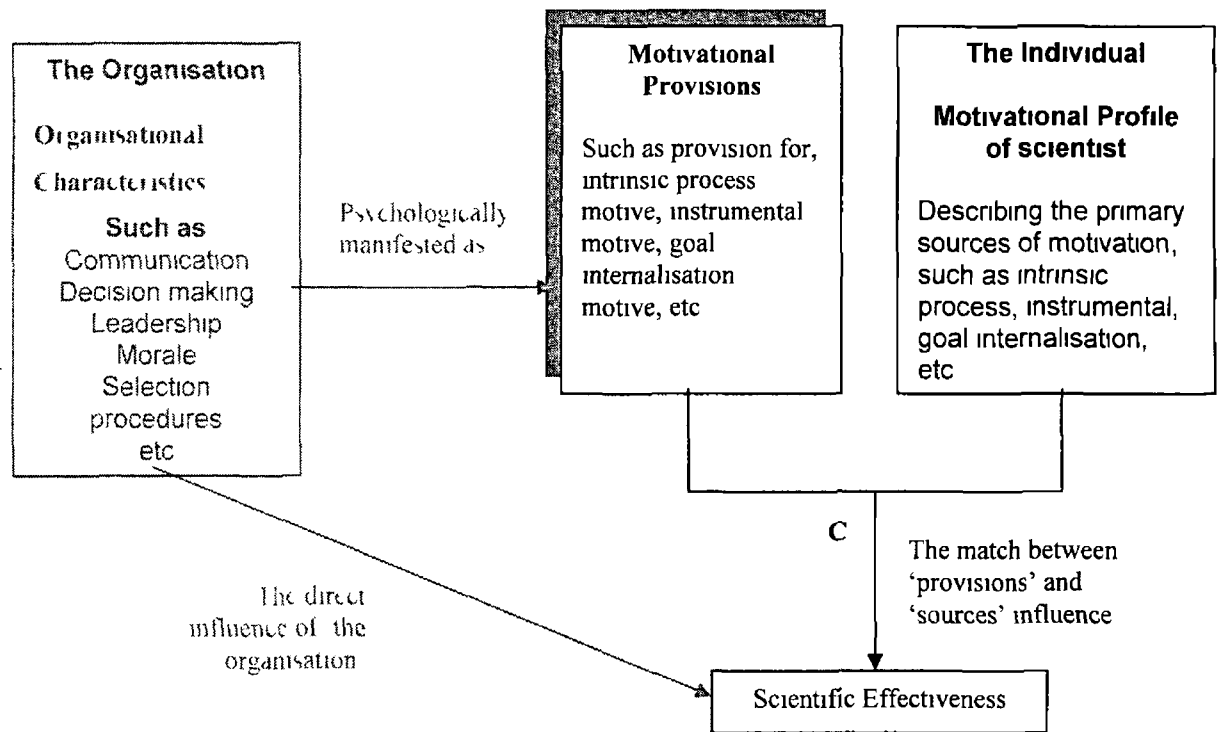 The Organisation
Organisational
Characteristics
Such as
Communication
Decision making
Leadership
Morale
Selection
procedures
etc
Psychologically
manifested as
Motivational
Provisions
Such as provision for,
intrinsic process
motive, instrumental
motive, goal
internalisation
motive, etc
The Individual
Motivational Profile
of scientist
Describing the primary
sources of motivation,
such as intrinsic
process, instrumental,
goal internalisation,
etc
C
The match between
‘provisions’ and
‘sources’ influence
The direct
influence of the
organisation
Scientific Effectiveness